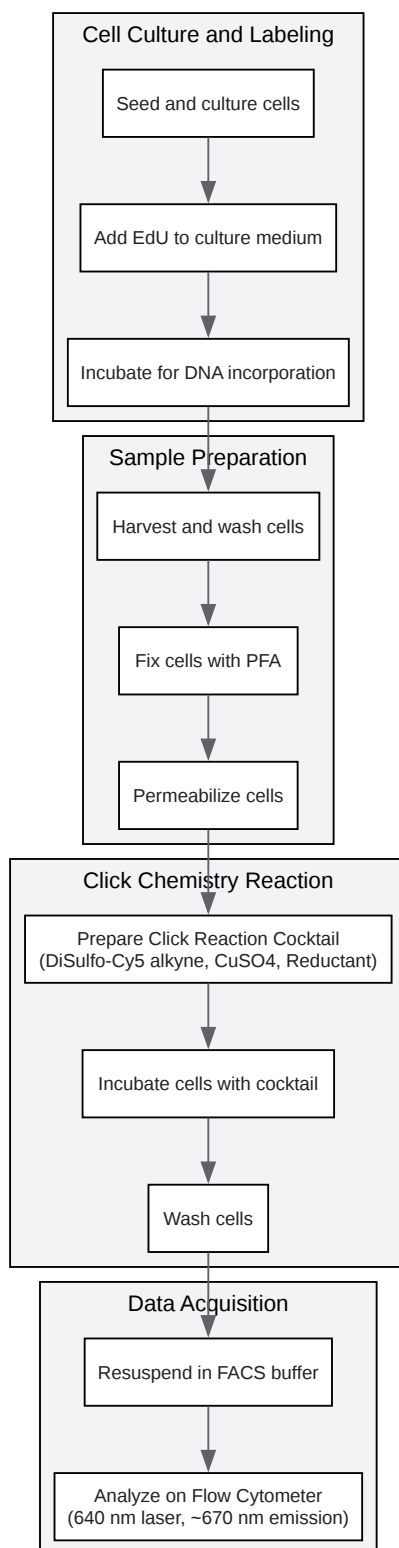 Cell Culture and Labeling
Seed and culture cells
Add EdU to culture medium
Incubate for DNA incorporation
Sample Preparation
Harvest and wash cells
Fix cells with PFA
Permeabilize cells
Click Chemistry Reaction
Prepare Click Reaction Cocktail
(DiSulfo-Cy5 alkyne, CuSO4, Reductant)
Incubate cells with cocktail
Wash cells
Data Acquisition
Resuspend in FACS buffer
Analyze on Flow Cytometer
(640 nm laser, ~670 nm emission)